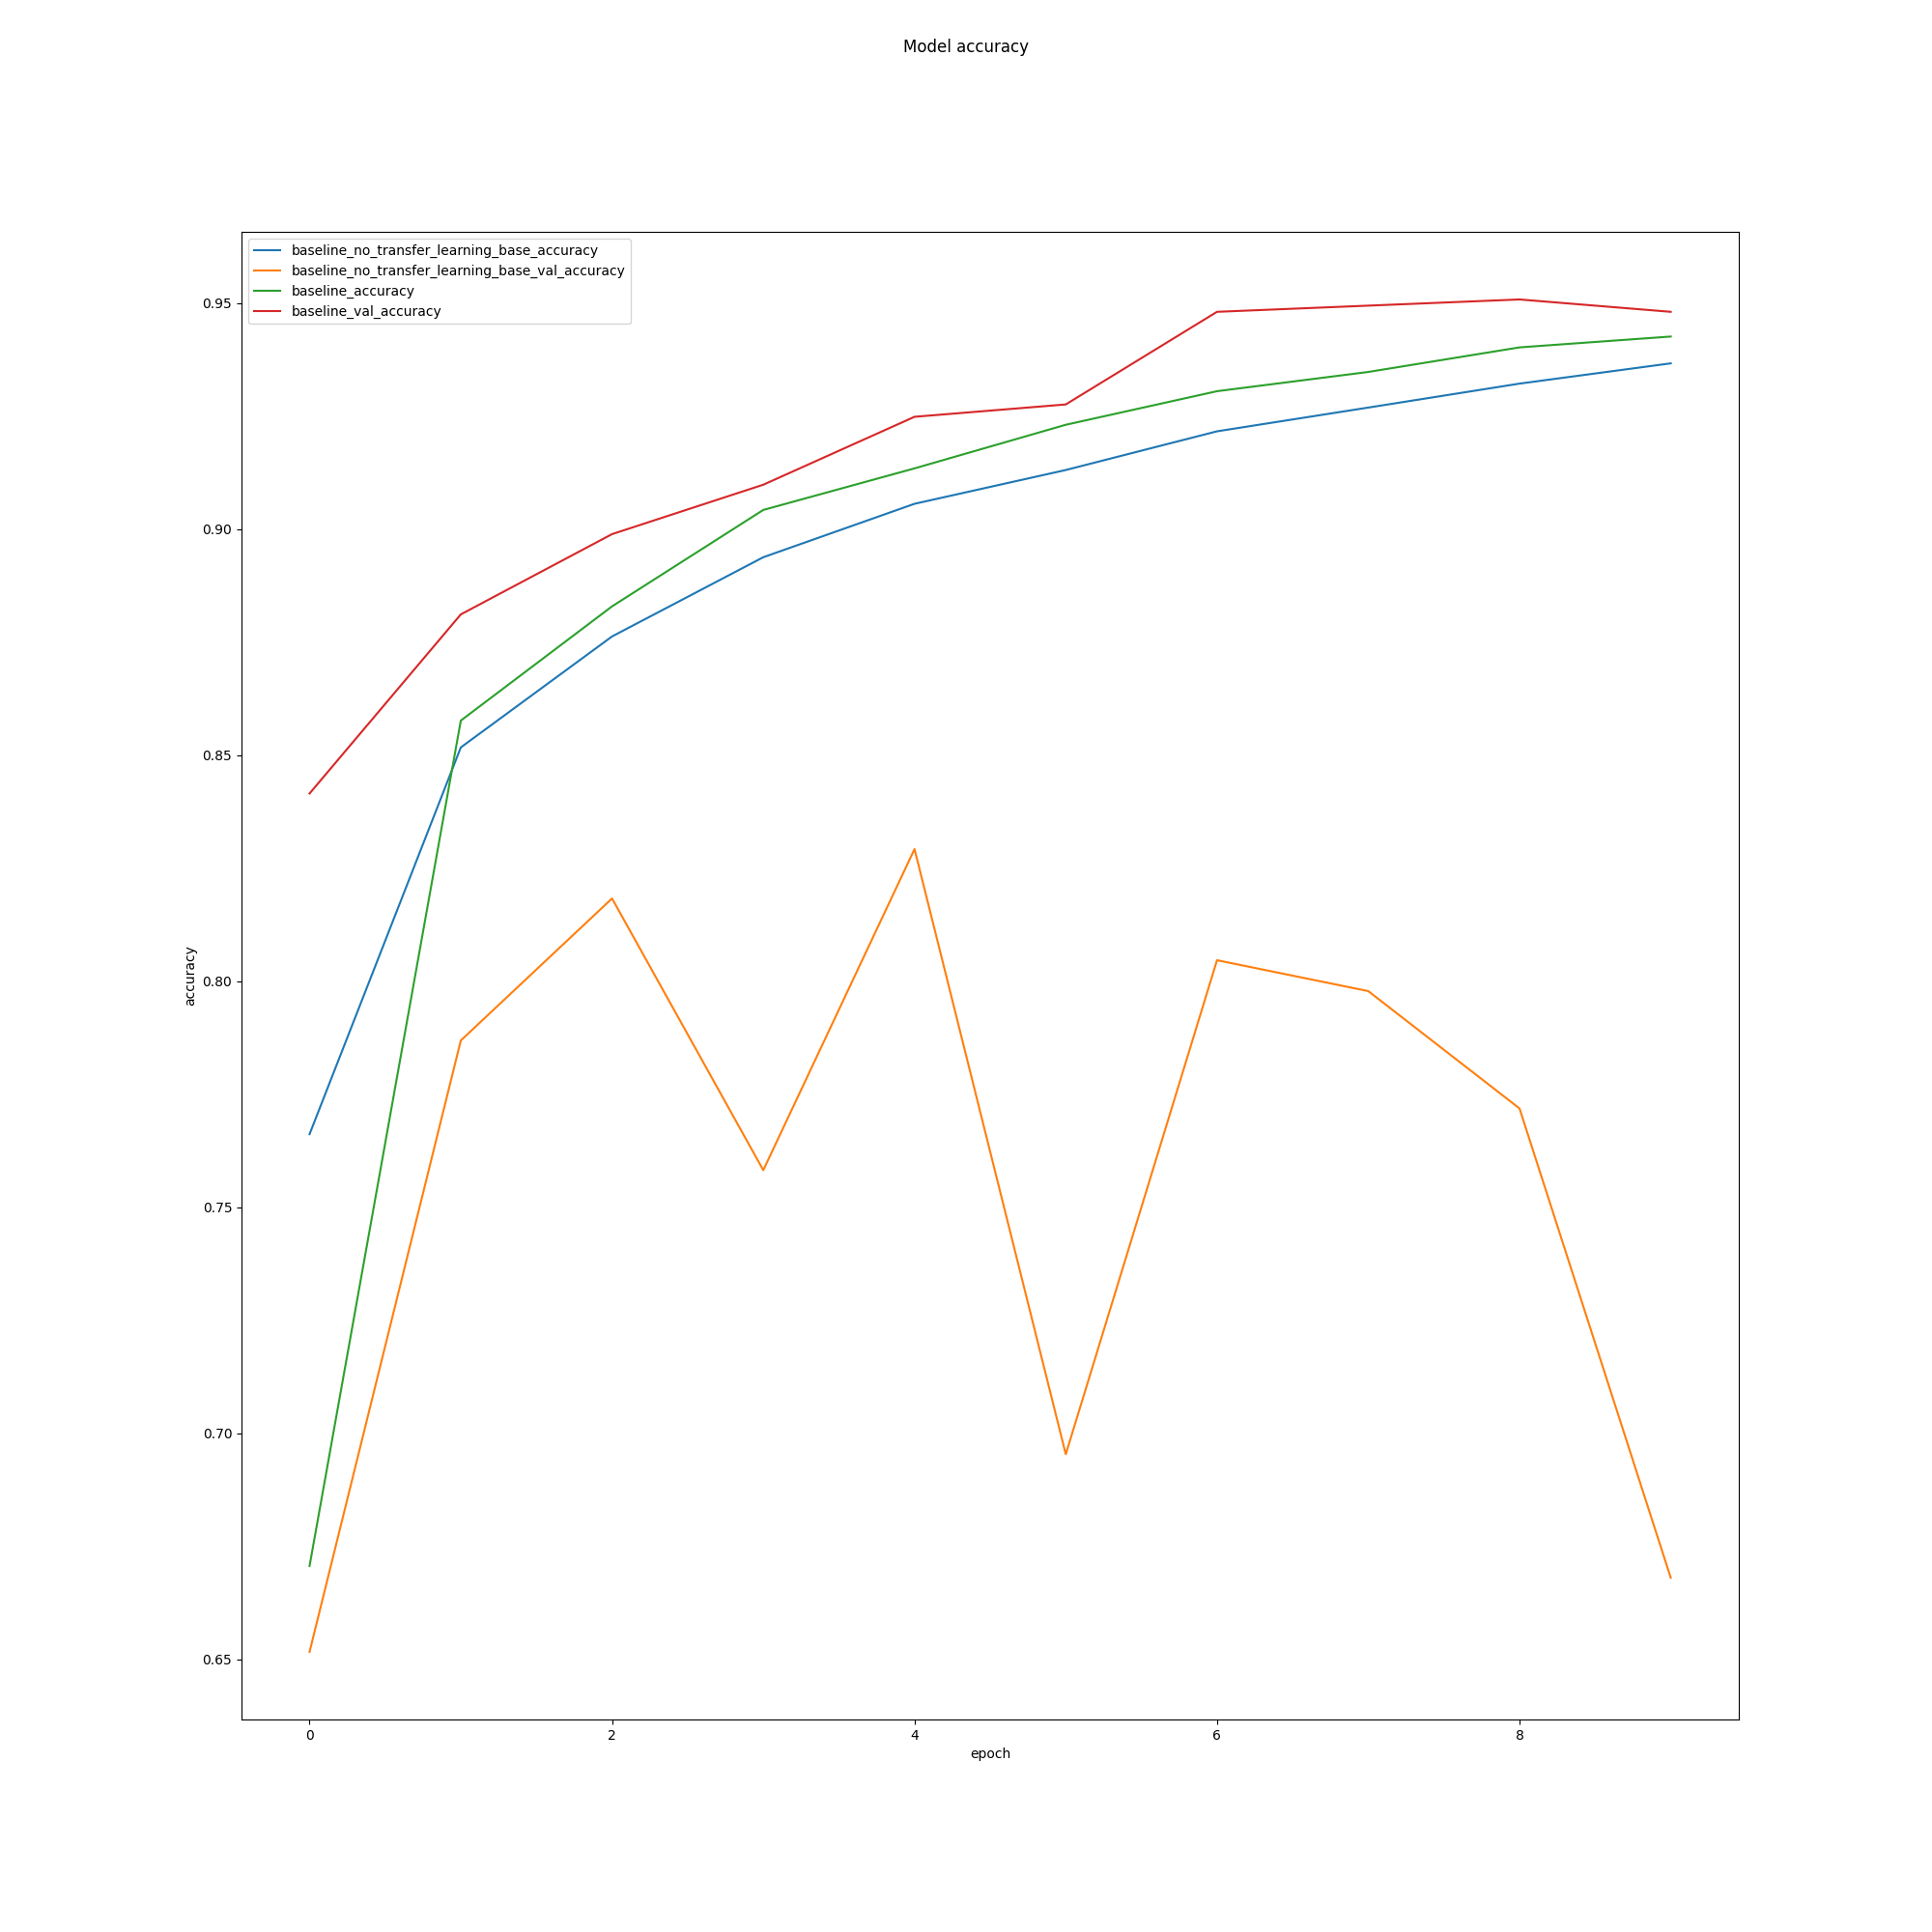 Model accuracy
baseline_no_transfer_learning_base_accuracy
baseline_no_transfer_learning_base_val_accuracy
baseline_accuracy
baseline_val_accuracy
0.95
0.90
0.85
0.80
0.75
0.70
0.65
accuracy
0 2 4 6 8
epoch